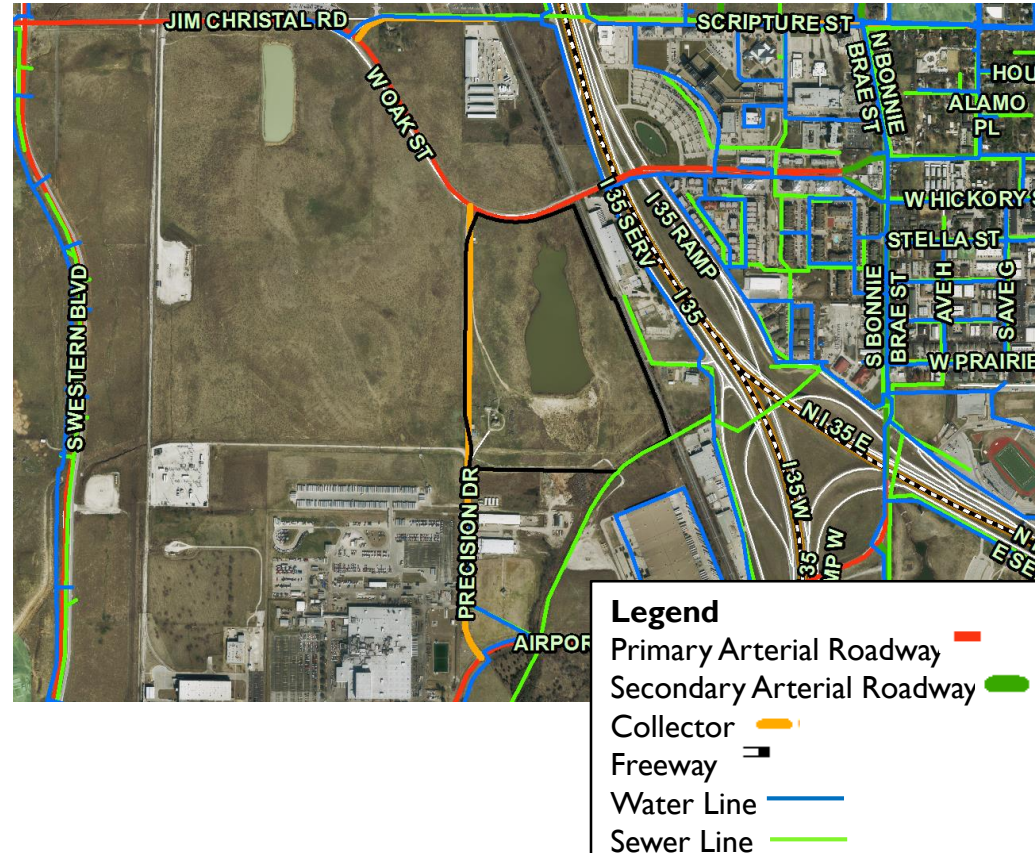 JIM CHRISTAL RD
SCRIPTURE ST
N BONNIE
BRAE ST
HOU
ALAMO
PL
W OAK ST
I 35 SERV
I 35 RAMP
W HICKORY S
STELLA ST
S WESTERN BLVD
I 35
S BONNIE
BRAE ST
AVE H
S AVE G
W PRAIRIE
N I 35 E
PRECISION DR
I 35 W
35
MP W
N
E SE
AIRPOR
Legend
Primary Arterial Roadway
Secondary Arterial Roadway
Collector
Freeway
Water Line
Sewer Line